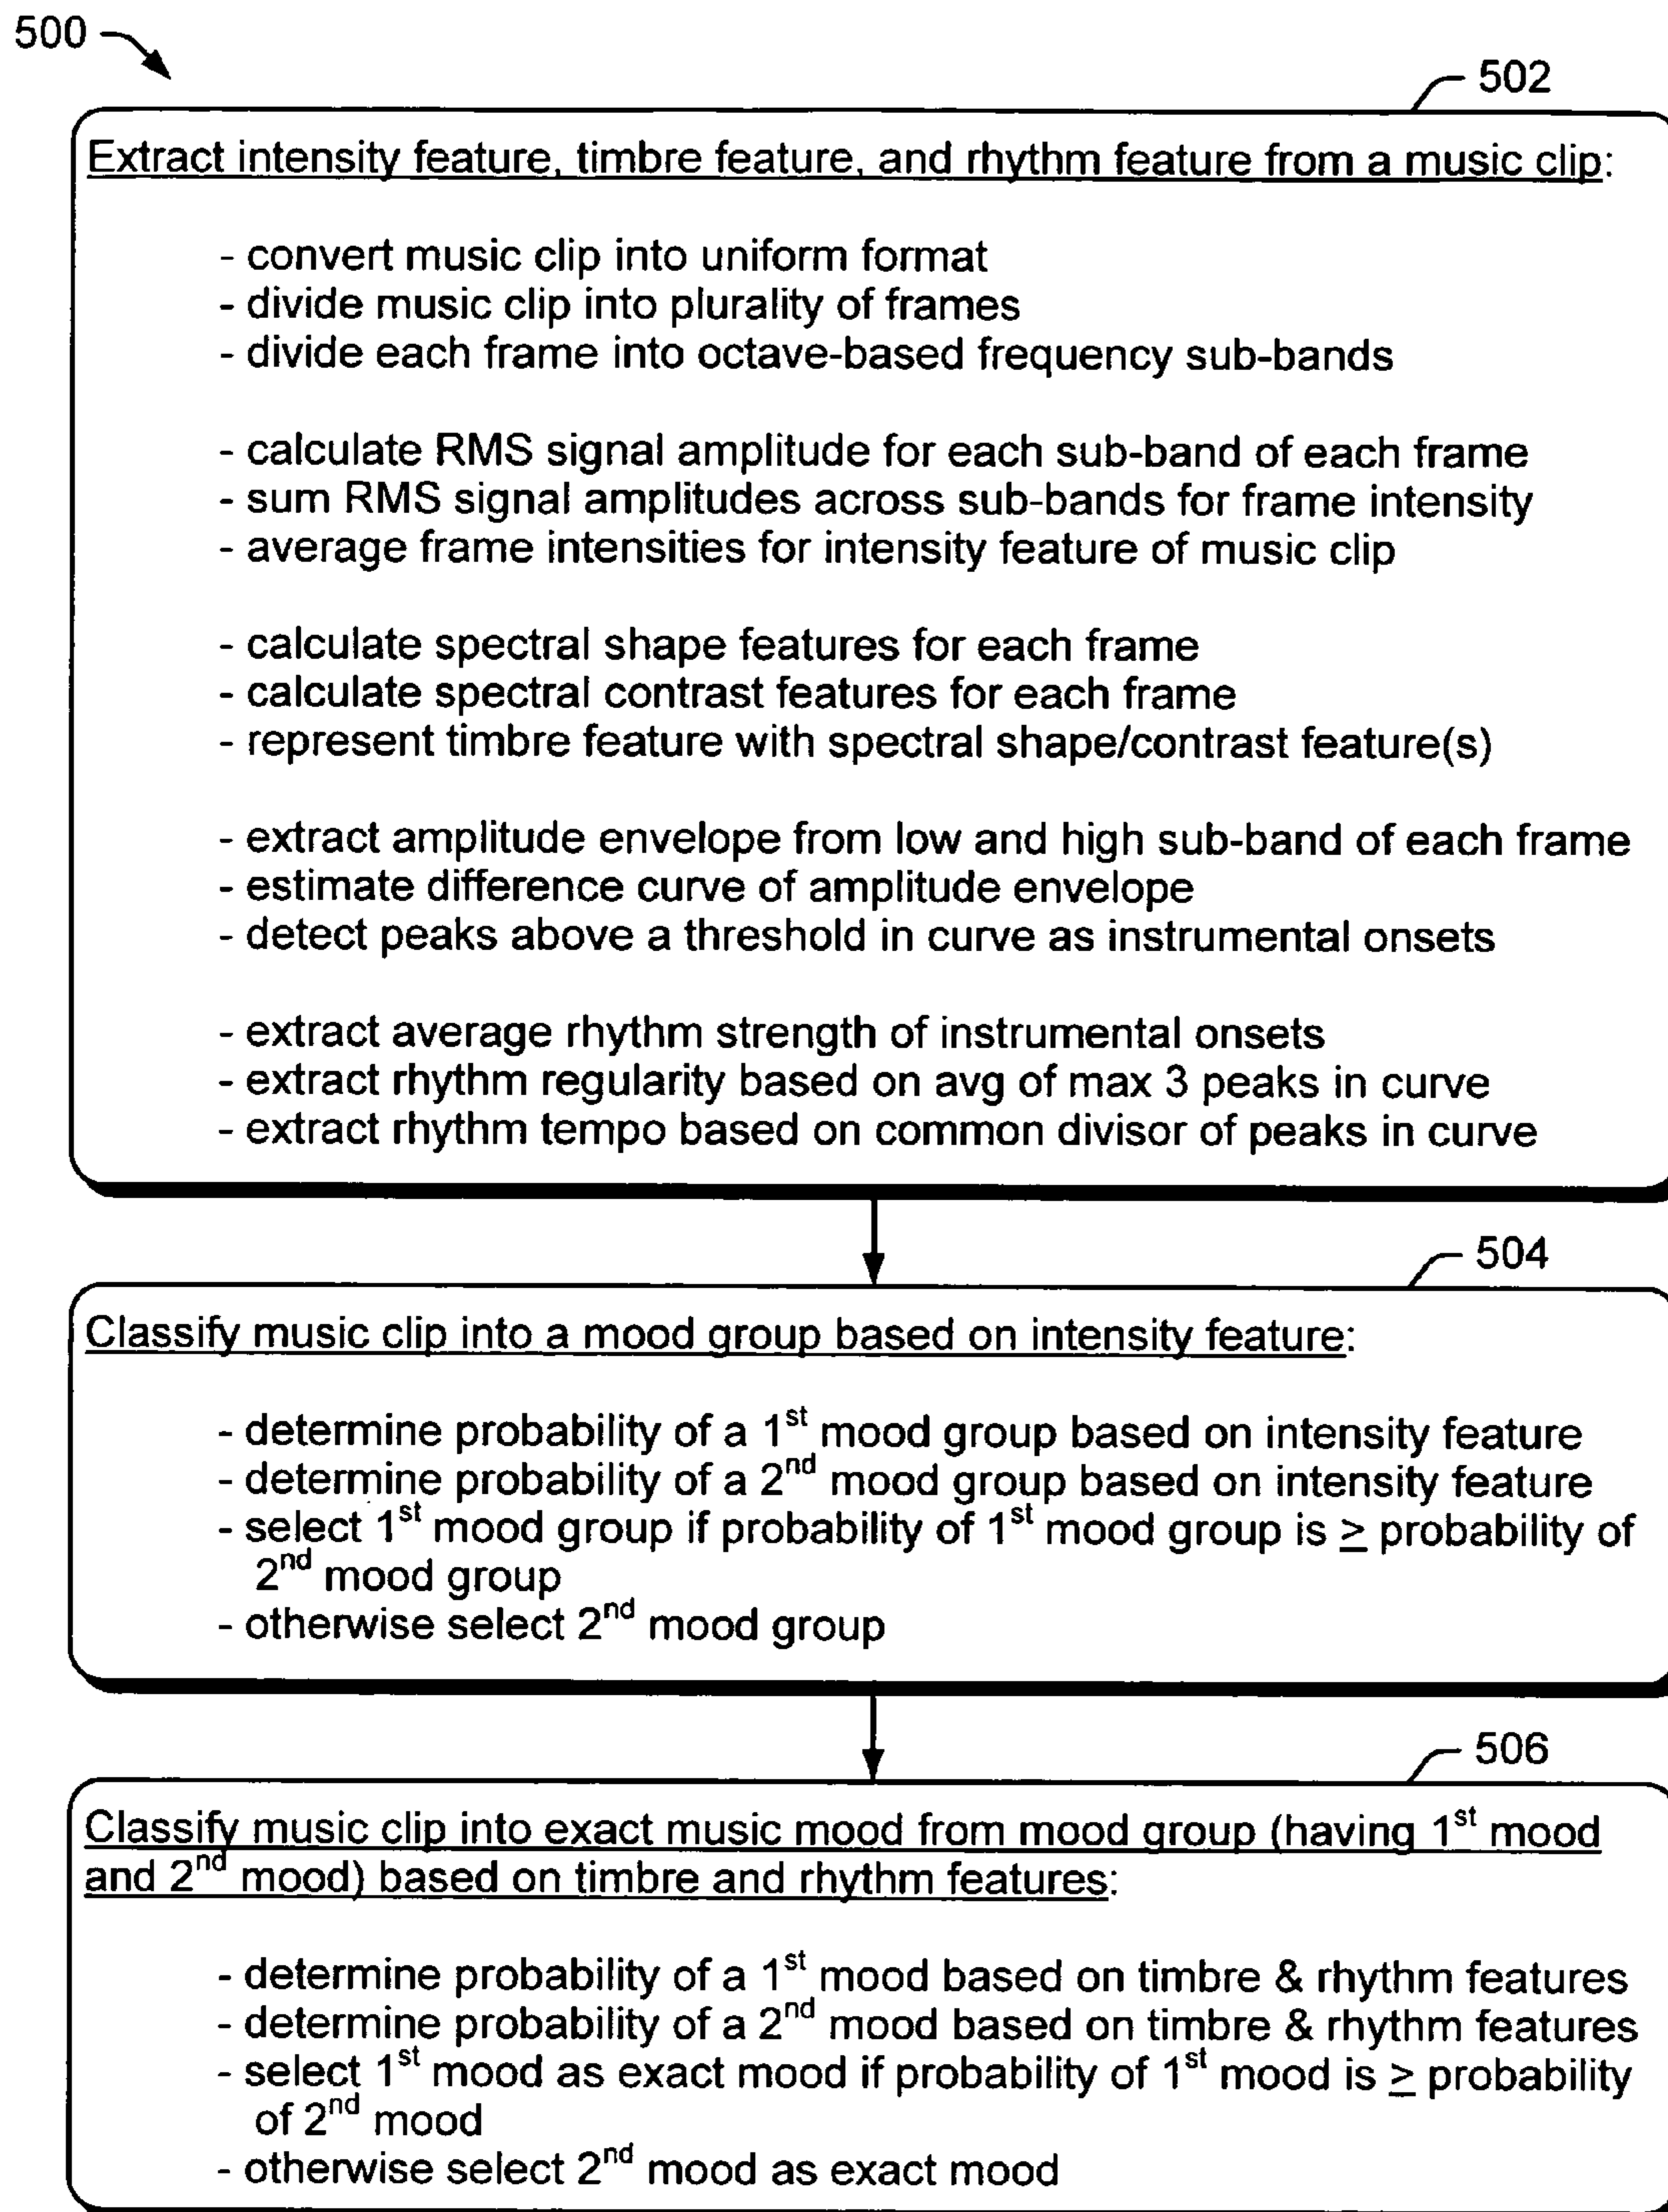 500
502
Extract intensity feature, timbre feature, and rhythm feature from a music clip:
- convert music clip into uniform format
- divide music clip into plurality of frames
- divide each frame into octave-based frequency sub-bands
- calculate RMS signal amplitude for each sub-band of each frame
- sum RMS signal amplitudes across sub-bands for frame intensity
- average frame intensities for intensity feature of music clip
- calculate spectral shape features for each frame
- calculate spectral contrast features for each frame
- represent timbre feature with spectral shape/contrast feature(s)
- extract amplitude envelope from low and high sub-band of each frame
- estimate difference curve of amplitude envelope
- detect peaks above a threshold in curve as instrumental onsets
- extract average rhythm strength of instrumental onsets
- extract rhythm regularity based on avg of max 3 peaks in curve
- extract rhythm tempo based on common divisor of peaks in curve
504
Classify music clip into a mood group based on intensity feature:
- determine probability of a 1st mood group based on intensity feature
- determine probability of a 2nd mood group based on intensity feature
- select 1st mood group if probability of 1st mood group is ≥ probability of
2nd mood group
- otherwise select 2nd mood group
506
Classify music clip into exact music mood from mood group (having 1st mood
and 2nd mood) based on timbre and rhythm features:
- determine probability of a 1st mood based on timbre & rhythm features
- determine probability of a 2nd mood based on timbre & rhythm features
- select 1st mood as exact mood if probability of 1st mood is ≥ probability
of 2nd mood
- otherwise select 2nd mood as exact mood